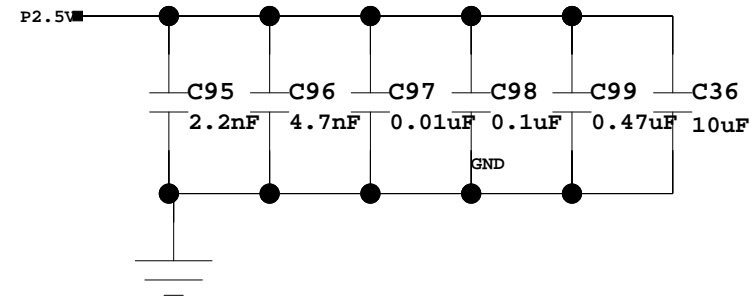 P2.5V
C95 C96 C97 C98 C99 C36
2.2nF 4.7nF 0.01uF 0.1uF 0.47uF 10uF
GND